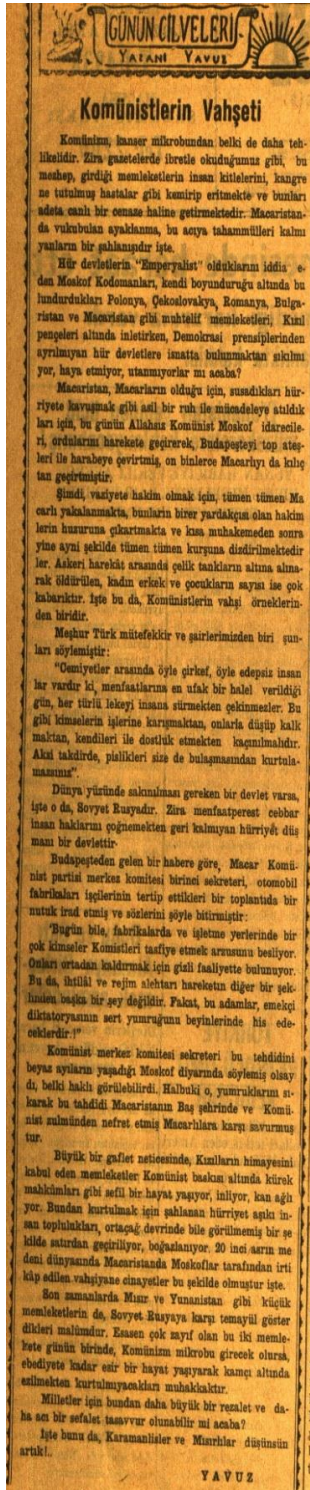 GÜNÜN CİLVELERİ
YAZANI YAVUZ
Komünistlerin Vahşeti
Komünizm, kanser mikrobundan belki de daha teh-
likelidir. Zira gazetelerde ibretle okuduğumuz gibi, bu
meshep, girdiği memleketlerin insan kitlelerini, kangre
ne tutulmuş hastalar gibi kemirip eritmekte ve bunları
adeta canlı bir cenaze haline getirmektedir. Macaristan-
da vukubulan ayaklanma, bu acıya tahammülleri kalmı
yanların bir şahlanışıdır işte.
Hür devletlerin "Emperyalist" olduklarını iddia e-
den Moskof Kodomanları, kendi boyunduruğu altında bu
lundurdukları Polonya, Çekoslovakya, Romanya, Bulga-
ristan ve Macaristan gibi muhtelif memleketleri, Kızıl
pençeleri altında inletirken, Demokrasi prensiplerinden
ayrılmıyan hür devletlere isnatta bulunmaktan sıkılmı
yor, haya etmiyor, utanmıyorlar mı acaba?
Macaristan, Macarların olduğu için, susadıkları hür-
riyete kavuşmak gibi asil bir ruh ile mücadeleye atıldık
ları için, bu günün Allahsız Komünist Moskof idarecile-
ri, ordularını harekete geçirerek, Budapeşteyi top ateş-
leri ile harabeye çevirtmiş, on binlerce Macarlıyı da kılıç
tan geçirtmiştir.
Şimdi, vaziyete hakim olmak için, tümen tümen Ma
carlı yakalanmakta, bunların birer yardakçısı olan hakim
lerin huzuruna çıkartmakta ve kısa muhakemeden sonra
yine ayni şekilde tümen tümen kurşuna dizdirilmektedir
ler. Askeri harekât arasında çelik tankların altına alına-
rak öldürülen, kadın erkek ve çocukların sayısı ise çok
kabarıktır. İşte bu da, Komünistlerin vahşi örneklerin-
den biridir.
Meşhur Türk mütefekkir ve şairlerimizden biri şun-
ları söylemiştir:
"Cemiyetler arasında öyle çirkef, öyle edepsiz insan
lar vardır ki, menfaatlarına en ufak bir halel verildiği
gün, her türlü lekeyi insana sürmekten çekinmezler. Bu
gibi kimselerin işlerine karışmaktan, onlarla düşüp kalk
maktan, kendileri ile dostluk etmekten kaçınılmalıdır.
Aksi takdirde, pislikleri size de bulaşmasından kurtula-
mazsınız".
Dünya yüzünde sakınılması gereken bir devlet varsa,
işte o da, Sovyet Rusyadır. Zira menfaatperest cebbar
insan haklarını çoğnemekten geri kalmıyan hürriyet düş
manı bir devlettir
Budapeşteden gelen bir habere göre, Macar Komü-
nist partisi merkez komitesi birinci sekreteri, otomobil
fabrikaları işçilerinin tertip ettikleri bir toplantıda bir
nutuk irad etmiş ve sözlerini şöyle bitirmiştir:
'Bugün bile, fabrikalarda ve işletme yerlerinde bir
çok kimseler Komistleri tasfiye etmek arzusunu besliyor.
Onları ortadan kaldırmak için gizli faaliyette bulunuyor.
Bu da, ihtilâl ve rejim alehtarı hareketin diğer bir şek-
linden başka bir şey değildir. Fakat, bu adamlar, emekçi
diktatoryasının sert yumruğunu beyinlerinde his ede-
ceklerdir.!"
Komünist merkez komitesi sekreteri bu tehdidini
beyaz ayıların yaşadığı Moskof diyarında söylemiş olsay
dı, belki haklı görülebilirdi. Halbuki o, yumruklarını sı-
karak bu tahdidi Macaristanın Baş şehrinde ve Komü-
nist zulmünden nefret etmiş Macarlılara karşı savurmuş
tur.
Büyük bir gaflet neticesinde, Kızılların himayesini
kabul eden memleketler Komünist baskısı altında kürek
mahkûmları gibi sefil bir hayat yaşıyor, inliyor, kan ağlı
yor. Bundan kurtulmak için şahlanan hürriyet aşıkı in-
san toplulukları, ortaçağ devrinde bile görülmemiş bir şe
kilde satırdan geçiriliyor, boğazlanıyor. 20 inci asrın me
deni dünyasında Macaristanda Moskoflar tarafından irti
kâp edilen vahşiyane cinayetler bu şekilde olmuştur işte.
Son zamanlarda Mısır ve Yunanistan gibi küçük
memleketlerin de, Sovyet Rusyaya karşı temayül göster
dikleri malûmdur. Esasen çok zayıf olan bu iki memle-
kete günün birinde, Komünizm mikrobu girecek olursa,
ebediyete kadar esir bir hayat yaşıyarak kamçı altında
ezilmekten kurtulmıyacakları muhakkaktır.
Milletler için bundan daha büyük bir rezalet ve da-
ha acı bir sefalet tasavvur olunabilir mi acaba?
İşte bunu da, Karamanlisler ve Mısırlılar düşünsün
artık!..
YAVUZ